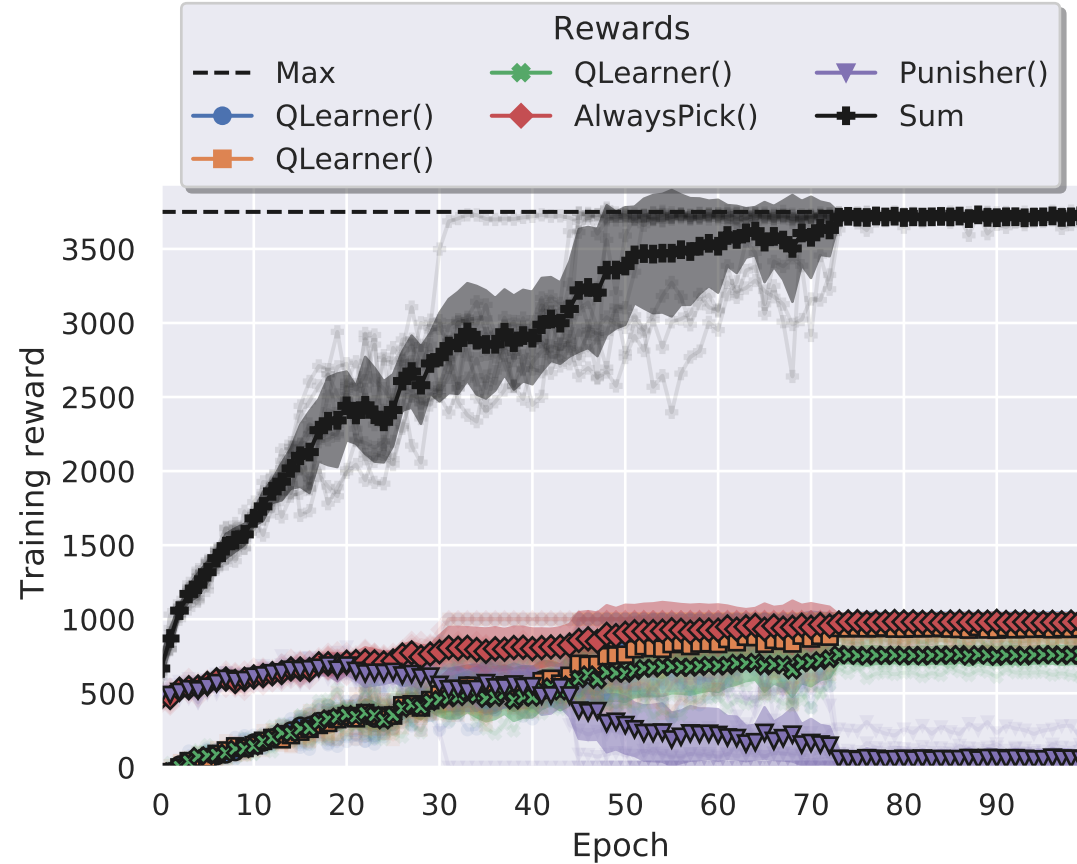 Rewards
Max
QLearner()
QLearner()
QLearner()
AlwaysPick()
Punisher()
Sum
Training reward
3500
3000
2500
2000
1500
1000
500
0
0 10 20 30 40 50 60 70 80 90
Epoch